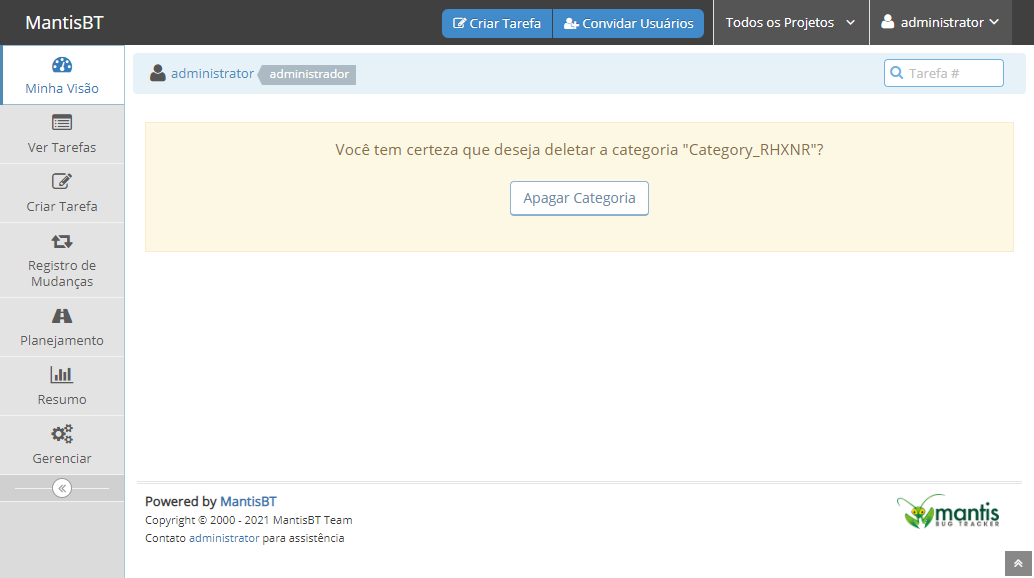 MantisBT
Criar Tarefa
Convidar Usuários
Todos os Projetos
administrator
Minha Visão
Ver Tarefas
Criar Tarefa
Registro de
Mudanças
Planejamento
Resumo
Gerenciar
administrator
administrador
Tarefa #
Você tem certeza que deseja deletar a categoria "Category_RHXNR"?
Apagar Categoria
Powered by MantisBT
Copyright © 2000 - 2021 MantisBT Team
Contato administrator para assistência
mantis
BUG TRACKER